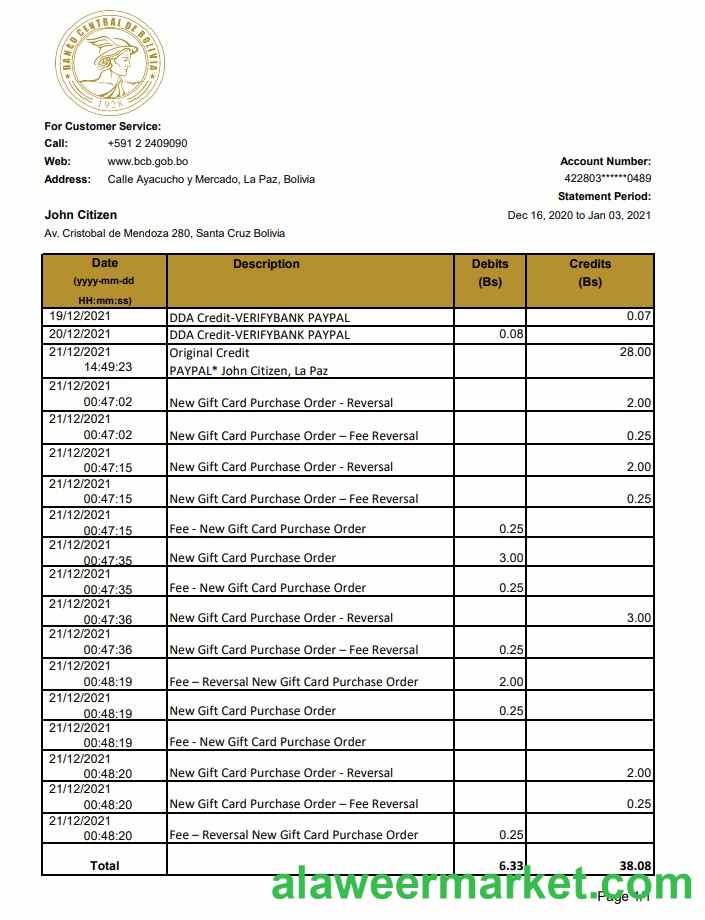 BANCO CENTRAL DE BOLIVIA
1928
For Customer Service:
Call: +591 2 2409090
Web: www.bcb.gob.bo
Address: Calle Ayacucho y Mercado, La Paz, Bolivia
Account Number:
422803******0489
Statement Period:
Dec 16, 2020 to Jan 03, 2021
John Citizen
Av. Cristobal de Mendoza 280, Santa Cruz Bolivia
Date Description Debits Credits
(yyyy-mm-dd (Bs) (Bs)
HH:mm:ss)
19/12/2021 DDA Credit-VERIFYBANK PAYPAL 0.07
20/12/2021 DDA Credit-VERIFYBANK PAYPAL 0.08
21/12/2021 Original Credit 28.00
14:49:23 PAYPAL* John Citizen, La Paz
21/12/2021
00:47:02 New Gift Card Purchase Order - Reversal 2.00
21/12/2021
00:47:02 New Gift Card Purchase Order – Fee Reversal 0.25
21/12/2021
00:47:15 New Gift Card Purchase Order - Reversal 2.00
21/12/2021
00:47:15 New Gift Card Purchase Order – Fee Reversal 0.25
21/12/2021
00:47:15 Fee - New Gift Card Purchase Order 0.25
21/12/2021
00:47:35 New Gift Card Purchase Order 3.00
21/12/2021
00:47:35 Fee - New Gift Card Purchase Order 0.25
21/12/2021
00:47:36 New Gift Card Purchase Order - Reversal 3.00
21/12/2021
00:47:36 New Gift Card Purchase Order – Fee Reversal 0.25
21/12/2021
00:48:19 Fee – Reversal New Gift Card Purchase Order 2.00
21/12/2021
00:48:19 New Gift Card Purchase Order 0.25
21/12/2021
00:48:19 Fee - New Gift Card Purchase Order
21/12/2021
00:48:20 New Gift Card Purchase Order - Reversal 2.00
21/12/2021
00:48:20 New Gift Card Purchase Order – Fee Reversal 0.25
21/12/2021
00:48:20 Fee – Reversal New Gift Card Purchase Order 0.25
Total 6.33 38.08
alaweermarket.com
Page 1/1